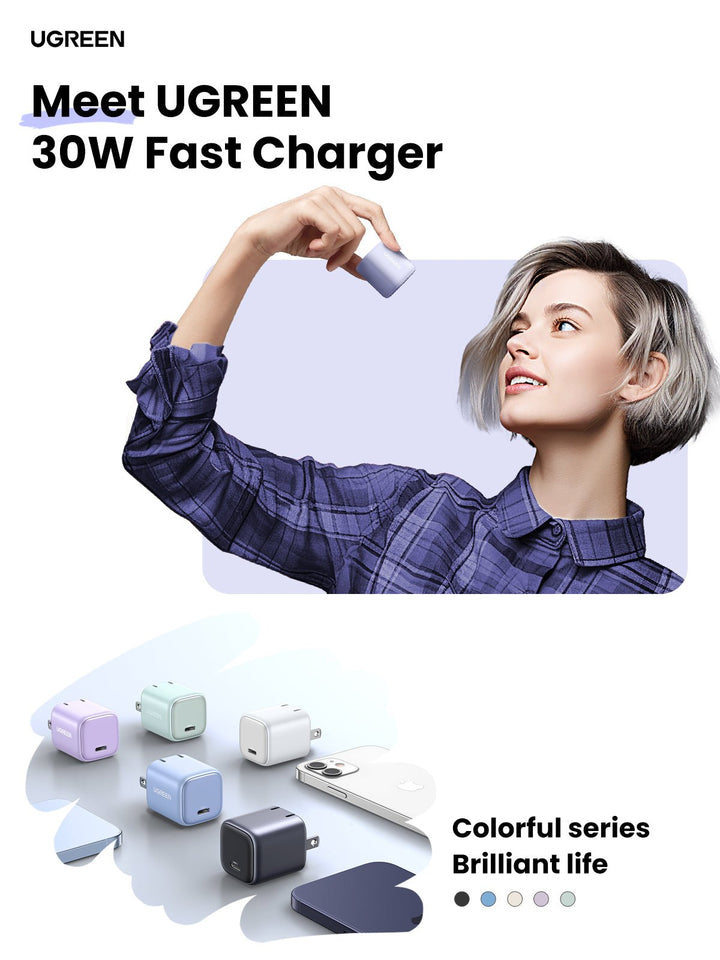 UGREEN
Meet UGREEN
30W Fast Charger
UGREEN
UGREEN
Colorful series
Brilliant life